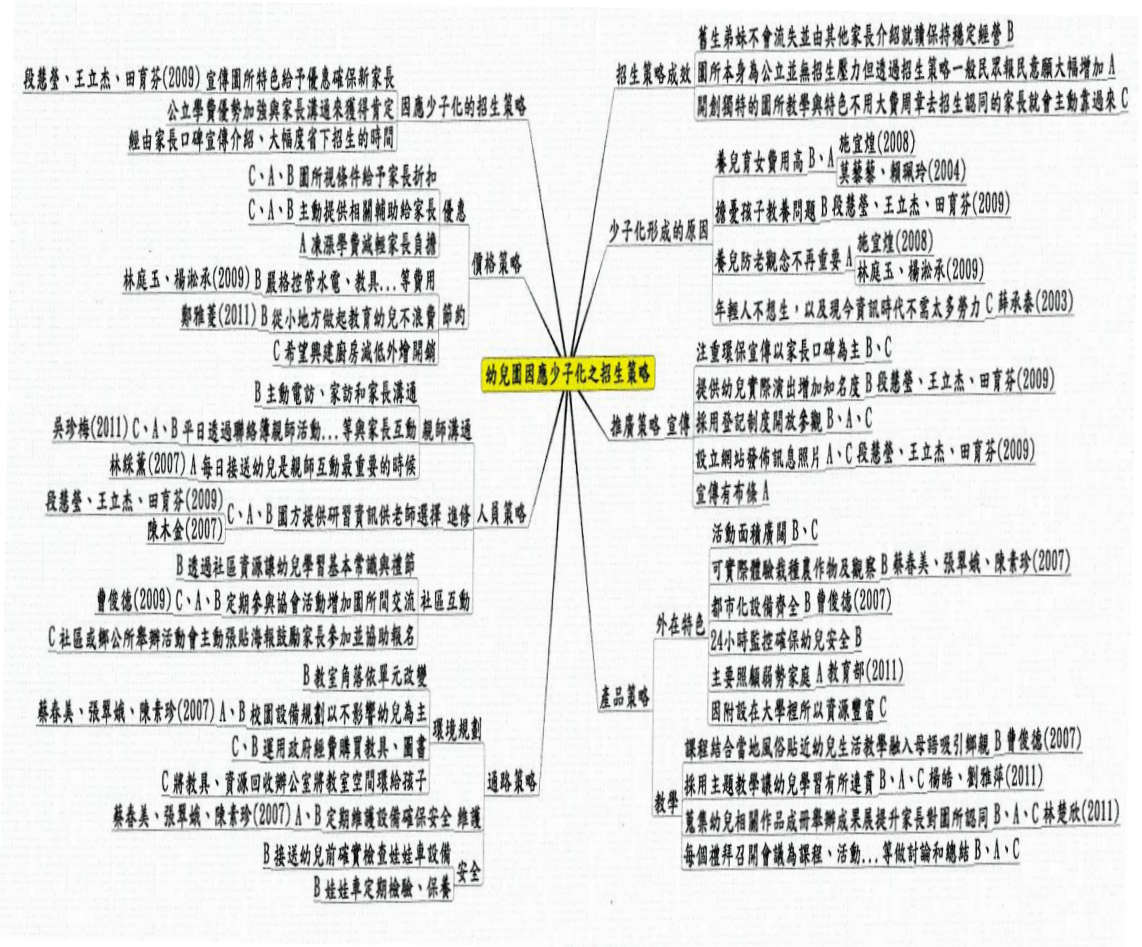 幼兒園因應少子化之招生策略
招生策略成效
舊生弟妹不會流失並由其他家長介紹就讀保持穩定經營 B
園所本身為公立並無招生壓力但透過招生策略一般民眾報民意願大幅增加 A
開創獨特的園所教學與特色不用大費周章去招生認同的家長就會主動靠過來 C
少子化形成的原因
養兒育女費用高 B、A
施宜煌(2008)
莫藜藜、賴珮玲(2004)
擔憂孩子教養問題 B 段慧瑩、王立杰、田育芬(2009)
養兒防老觀念不再重要 A
施宜煌(2008)
林庭玉、楊淞承(2009)
年輕人不想生，以及現今資訊時代不需太多勞力 C 薛承泰(2003)
推廣策略 宣傳
注重環保宣傳以家長口碑為主 B、C
提供幼兒實際演出增加知名度 B 段慧瑩、王立杰、田育芬(2009)
採用登記制度開放參觀 B、A、C
設立網站發佈訊息照片 A、C 段慧瑩、王立杰、田育芬(2009)
宣傳有布條 A
產品策略
外在特色
活動面積廣闊 B、C
可實際體驗栽種農作物及觀察 B 蔡春美、張翠娥、陳素珍(2007)
都市化設備齊全 B 曹俊德(2007)
24小時監控確保幼兒安全 B
主要照顧弱勢家庭 A 教育部(2011)
因附設在大學裡所以資源豐富 C
教學
課程結合當地風俗貼近幼兒生活教學融入母語吸引鄉親 B 曹俊德(2007)
採用主題教學讓幼兒學習有所連貫 B、A、C 楊皓、劉雅萍(2011)
蒐集幼兒相關作品成冊舉辦成果展提升家長對園所認同 B、A、C 林楚欣(2011)
每個禮拜召開會議為課程、活動...等做討論和總結 B、A、C
因應少子化的招生策略
段慧瑩、王立杰、田育芬(2009) 宣傳園所特色給予優惠確保新家長
公立學費優勢加強與家長溝通來獲得肯定
經由家長口碑宣傳介紹、大幅度省下招生的時間
價格策略
優惠
C、A、B 園所視條件給予家長折扣
C、A、B 主動提供相關輔助給家長
A 凍漲學費減輕家長負擔
節約
林庭玉、楊淞承(2009) B 嚴格控管水電、教具...等費用
鄭雅菱(2011) B 從小地方做起教育幼兒不浪費
C 希望興建廚房減低外燴開銷
人員策略
親師溝通
B 主動電訪、家訪和家長溝通
吳珍梅(2011) C、A、B 平日透過聯絡簿親師活動...等與家長互動
林綵薰(2007) A 每日接送幼兒是親師互動最重要的時候
進修
段慧瑩、王立杰、田育芬(2009)
陳木金(2007)
C、A、B 園方提供研習資訊供老師選擇
社區互動
B 透過社區資源讓幼兒學習基本常識與禮節
曹俊德(2009) C、A、B 定期參與協會活動增加園所間交流
C 社區或鄉公所舉辦活動會主動張貼海報鼓勵家長參加並協助報名
通路策略
環境規劃
B 教室角落依單元改變
蔡春美、張翠娥、陳素珍(2007) A、B 校園設備規劃以不影響幼兒為主
C、B 運用政府經費購買教具、圖書
C 將教具、資源回收辦公室將教室空間環給孩子
維護
蔡春美、張翠娥、陳素珍(2007) A、B 定期維護設備確保安全
安全
B 接送幼兒前確實檢查娃娃車設備
B 娃娃車定期檢驗、保養